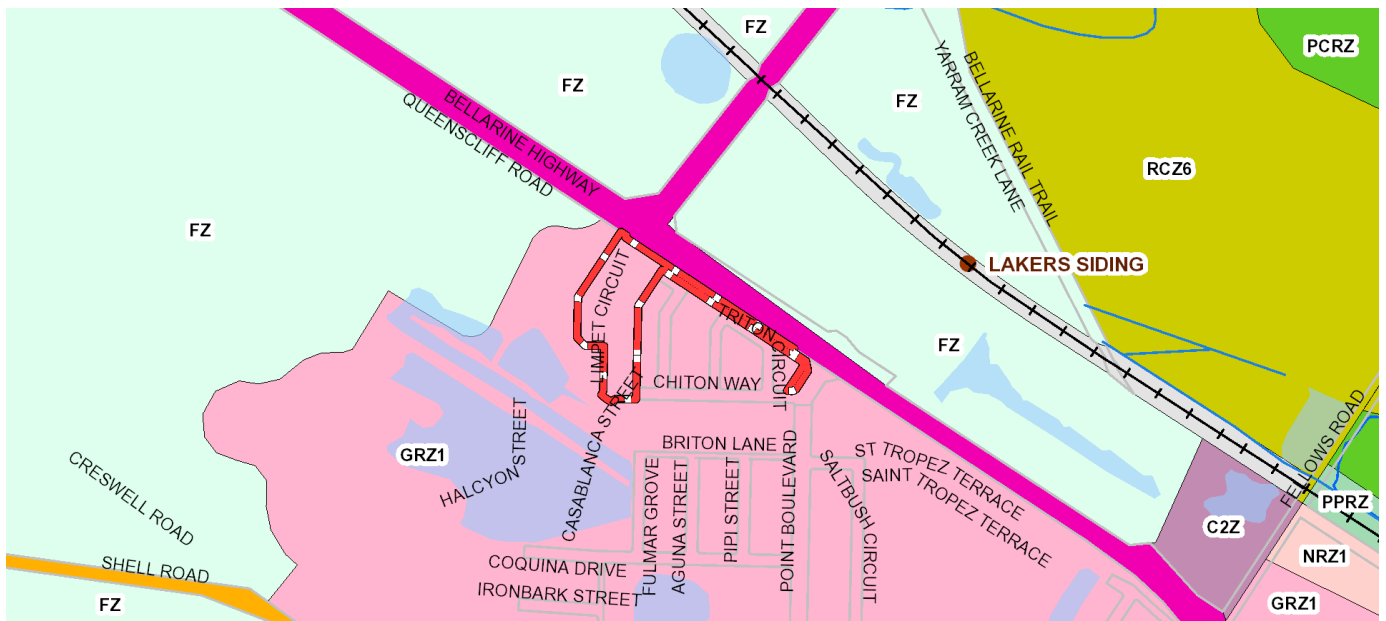 FZ
PCRZ
FZ
FZ
BELLARINE HIGHWAY
QUEENSCLIFF ROAD
BELLARINE RAIL TRAIL
YARRAM CREEK LANE
RCZ6
FZ
LAKERS SIDING
LIMPET CIRCUIT
TRITON CIRCUIT
FZ
CHITON WAY
CASABLANCA STREET
HALCYON STREET
GRZ1
BRITON LANE
ST TROPEZ TERRACE
SAINT TROPEZ TERRACE
SALTBUSH CIRCUIT
POINT BOULEVARD
PIPI STREET
AGUNA STREET
FULMAR GROVE
CRESWELL ROAD
SHELL ROAD
COQUINA DRIVE
IRONBARK STREET
FZ
C2Z
PPRZ
NRZ1
GRZ1